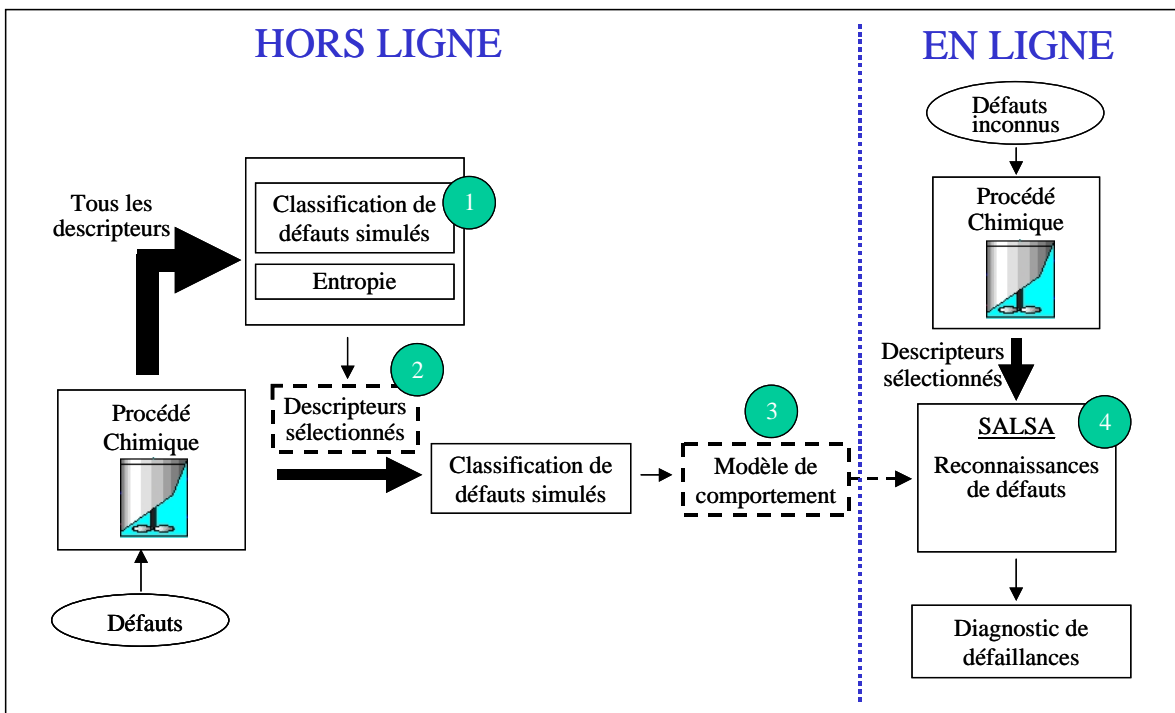 HORS LIGNE
EN LIGNE
Défauts
inconnus
Tous les
descripteurs
Classification de
défauts simulés
1
Entropie
Procédé
Chimique
2
Descripteurs
sélectionnés
Procédé
Chimique
Classification de
défauts simulés
3
Modèle de
comportement
Descripteurs
sélectionnés
SALSA
4
Reconnaissances
de défauts
Défauts
Diagnostic de
défaillances